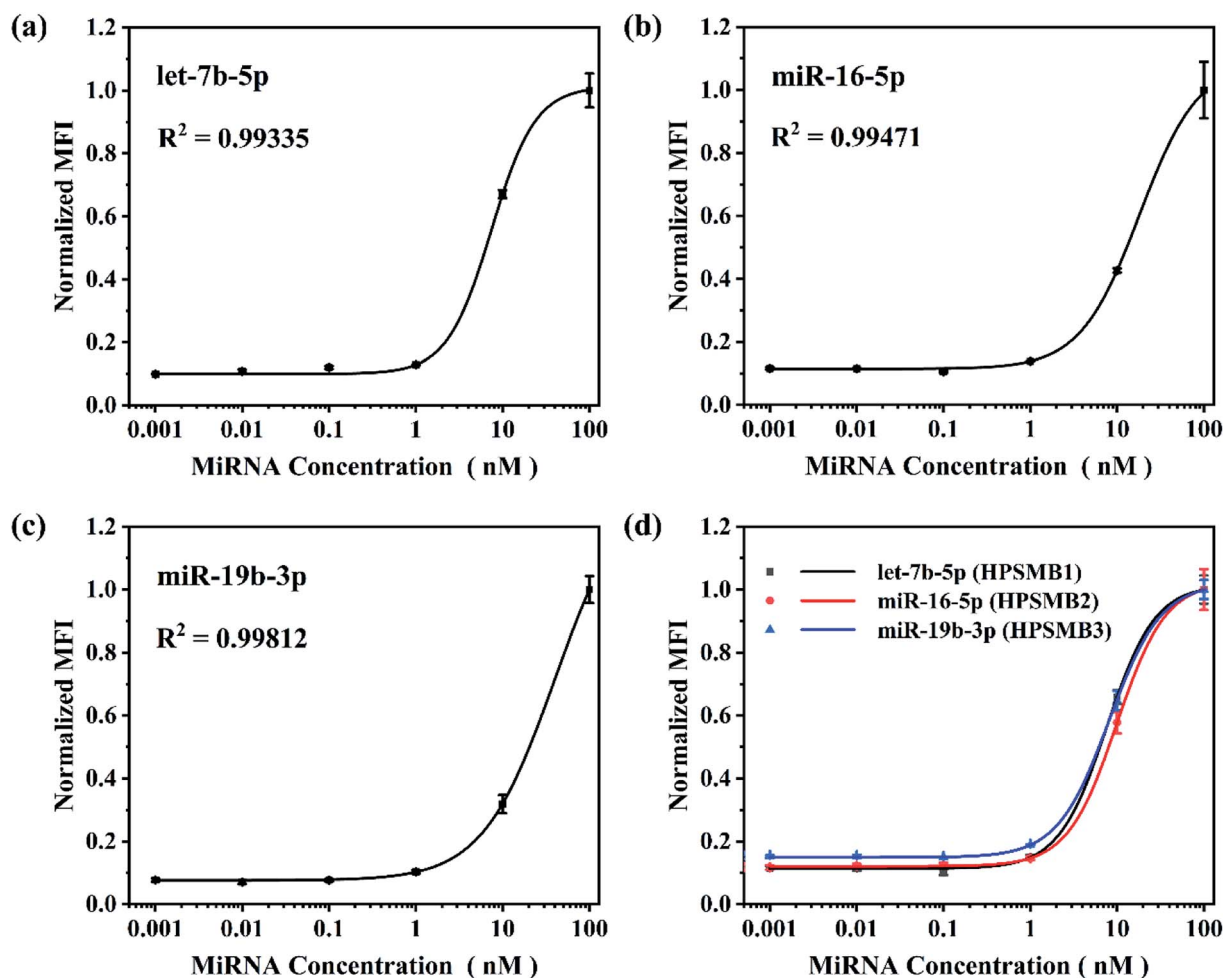 (a)
let-7b-5p
R² = 0.99335
Normalized MFI
1.2
1.0
0.8
0.6
0.4
0.2
0.0
0.001 0.01 0.1 1 10 100
MiRNA Concentration ( nM )
(b)
miR-16-5p
R² = 0.99471
Normalized MFI
1.2
1.0
0.8
0.6
0.4
0.2
0.0
0.001 0.01 0.1 1 10 100
MiRNA Concentration ( nM )
(c)
miR-19b-3p
R² = 0.99812
Normalized MFI
1.2
1.0
0.8
0.6
0.4
0.2
0.0
0.001 0.01 0.1 1 10 100
MiRNA Concentration ( nM )
(d)
let-7b-5p (HPSMB1)
miR-16-5p (HPSMB2)
miR-19b-3p (HPSMB3)
Normalized MFI
1.2
1.0
0.8
0.6
0.4
0.2
0.0
0.001 0.01 0.1 1 10 100
MiRNA Concentration ( nM )